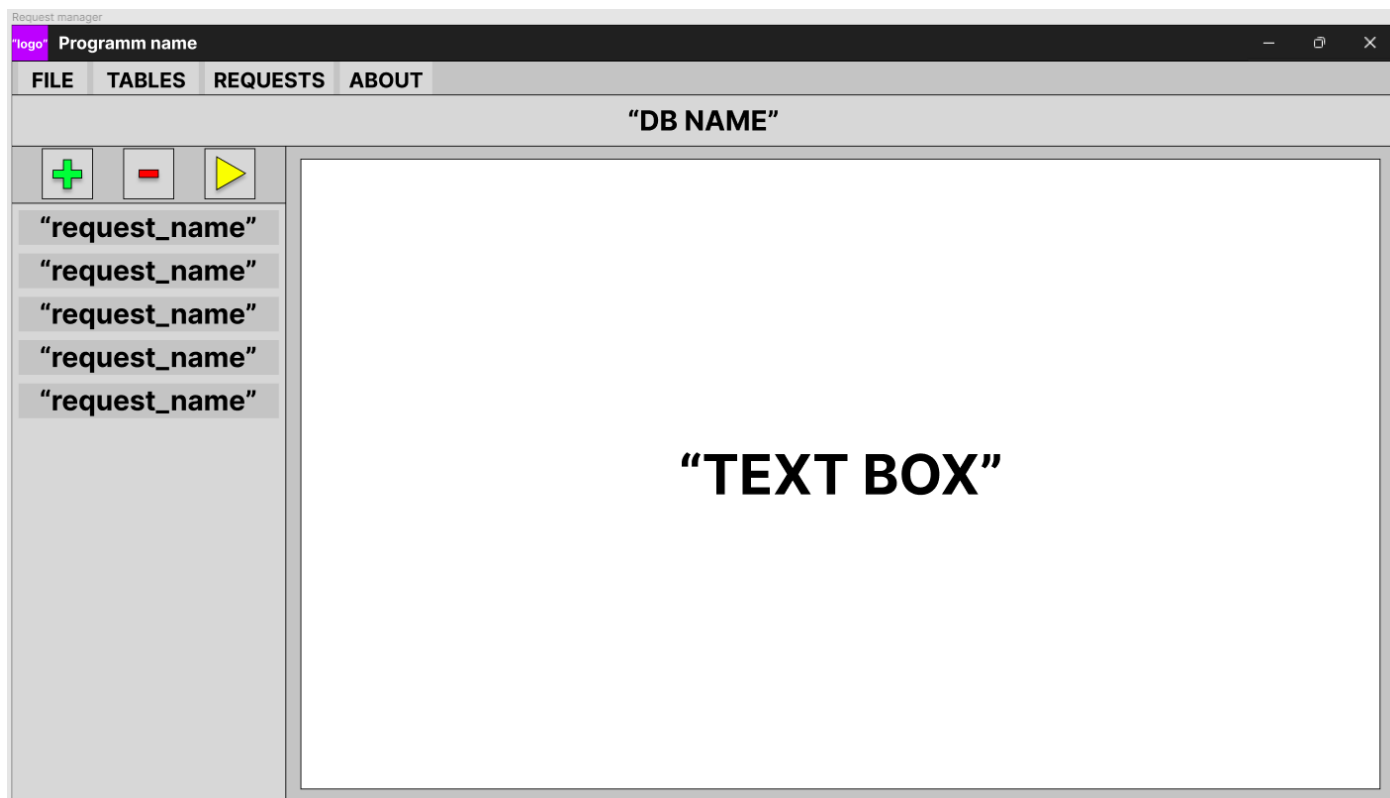 Request manager
“logo” Programm name
FILE TABLES REQUESTS ABOUT
“DB NAME”
“request_name”
“request_name”
“request_name”
“request_name”
“request_name”
“TEXT BOX”